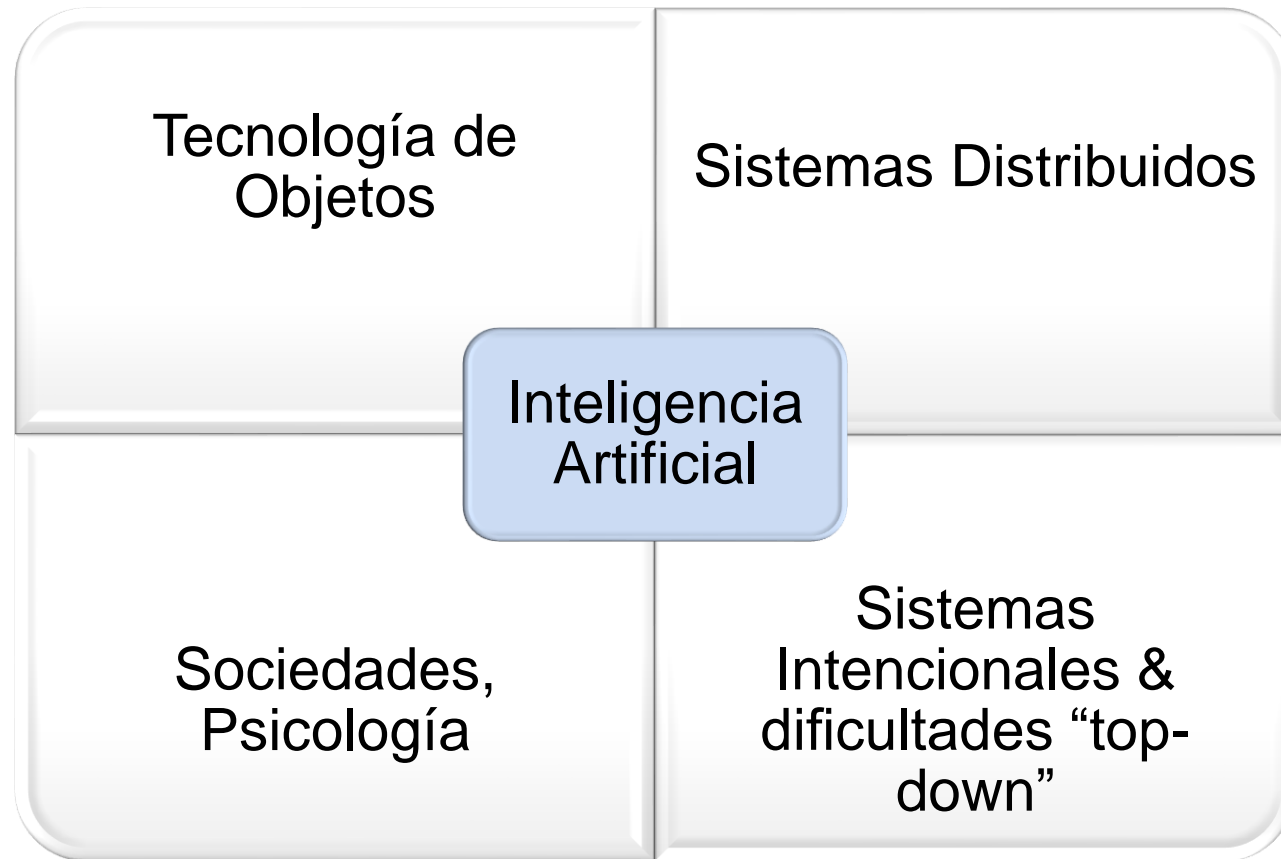 Tecnología de
Objetos
Sistemas Distribuidos
Inteligencia
Artificial
Sociedades,
Psicología
Sistemas
Intencionales &
dificultades “top-
down”